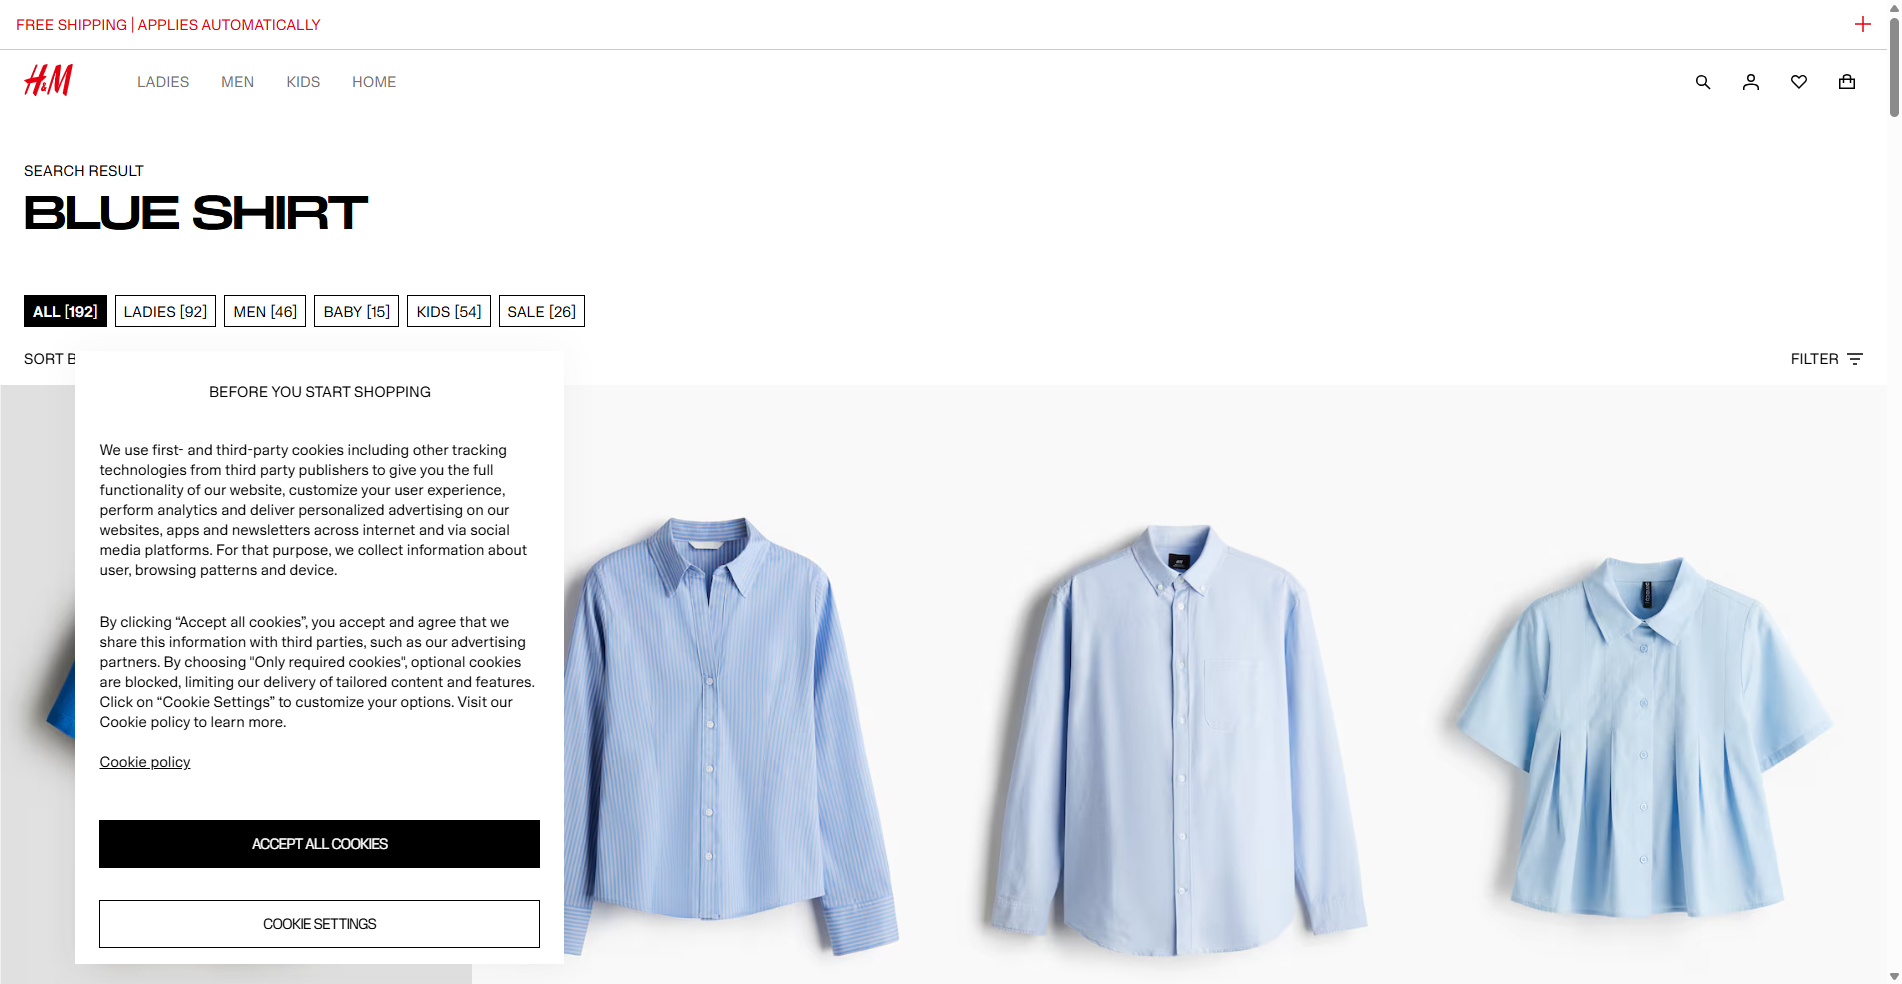 FREE SHIPPING | APPLIES AUTOMATICALLY
H&M
LADIES
MEN
KIDS
HOME
SEARCH RESULT
BLUE SHIRT
ALL [192]
LADIES [92]
MEN [46]
BABY [15]
KIDS [54]
SALE [26]
SORT B
FILTER
BEFORE YOU START SHOPPING
We use first- and third-party cookies including other tracking
technologies from third party publishers to give you the full
functionality of our website, customize your user experience,
perform analytics and deliver personalized advertising on our
websites, apps and newsletters across internet and via social
media platforms. For that purpose, we collect information about
user, browsing patterns and device.
By clicking “Accept all cookies”, you accept and agree that we
share this information with third parties, such as our advertising
partners. By choosing "Only required cookies", optional cookies
are blocked, limiting our delivery of tailored content and features.
Click on “Cookie Settings” to customize your options. Visit our
Cookie policy to learn more.
Cookie policy
ACCEPT ALL COOKIES
COOKIE SETTINGS